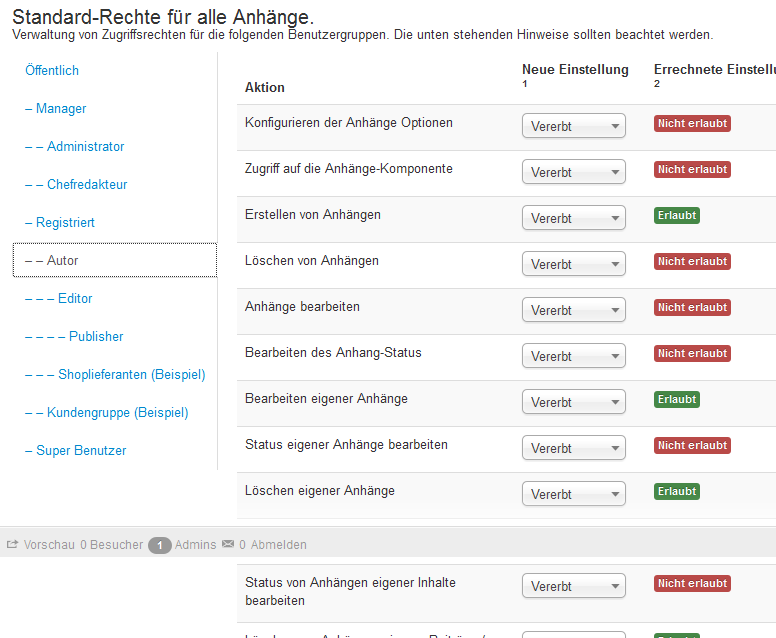 Standard-Rechte für alle Anhänge.
Verwaltung von Zugriffsrechten für die folgenden Benutzergruppen. Die unten stehenden Hinweise sollten beachtet werden.
Öffentlich
– Manager
– – Administrator
– – Chefredakteur
– Registriert
– – Autor
– – – Editor
– – – – Publisher
– – – Shoplieferanten (Beispiel)
– – Kundengruppe (Beispiel)
– Super Benutzer
Aktion Neue Einstellung 1 Errechnete Einstellu 2
Konfigurieren der Anhänge Optionen Vererbt Nicht erlaubt
Zugriff auf die Anhänge-Komponente Vererbt Nicht erlaubt
Erstellen von Anhängen Vererbt Erlaubt
Löschen von Anhängen Vererbt Nicht erlaubt
Anhänge bearbeiten Vererbt Nicht erlaubt
Bearbeiten des Anhang-Status Vererbt Nicht erlaubt
Bearbeiten eigener Anhänge Vererbt Erlaubt
Status eigener Anhänge bearbeiten Vererbt Nicht erlaubt
Löschen eigener Anhänge Vererbt Erlaubt
Vorschau 0 Besucher 1 Admins 0 Abmelden
Status von Anhängen eigener Inhalte Vererbt Nicht erlaubt
bearbeiten